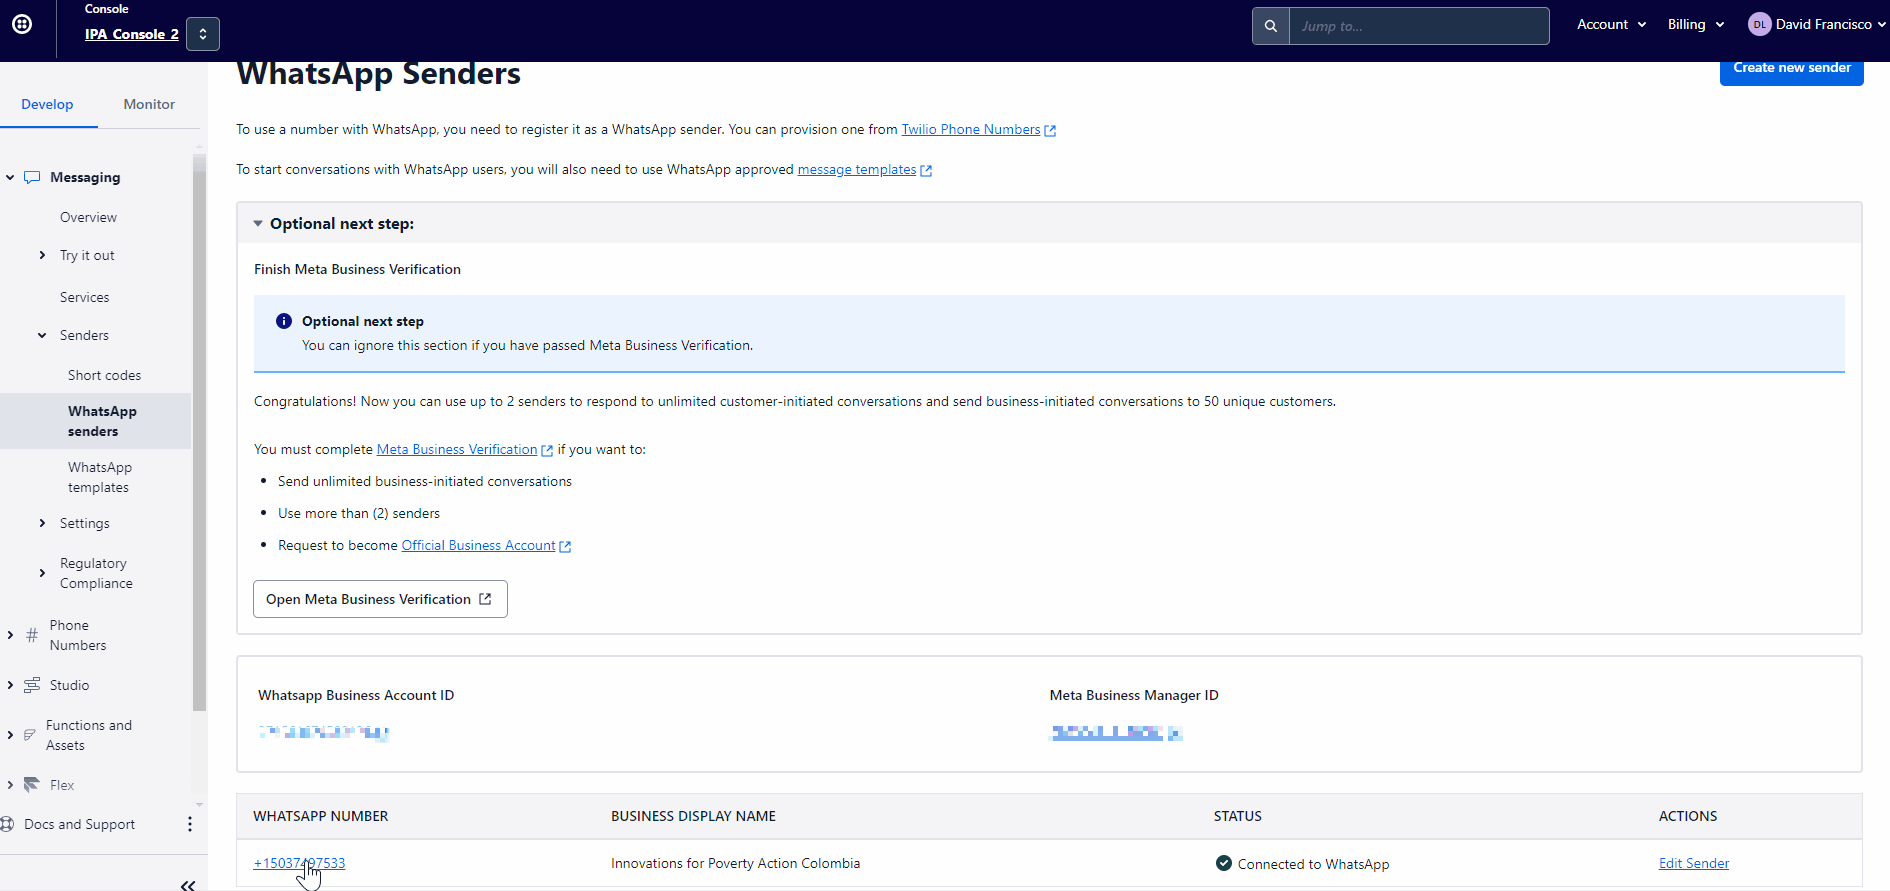 Console
IPA Console 2
Jump to...
Account
Billing
DL
David Francisco
Develop
Monitor
Messaging
Overview
Try it out
Services
Senders
Short codes
WhatsApp
senders
WhatsApp
templates
Settings
Regulatory
Compliance
Phone
Numbers
Studio
Functions and
Assets
Flex
Docs and Support
WhatsApp Senders
Create new sender
To use a number with WhatsApp, you need to register it as a WhatsApp sender. You can provision one from Twilio Phone Numbers
To start conversations with WhatsApp users, you will also need to use WhatsApp approved message templates
Optional next step:
Finish Meta Business Verification
Optional next step
You can ignore this section if you have passed Meta Business Verification.
Congratulations! Now you can use up to 2 senders to respond to unlimited customer-initiated conversations and send business-initiated conversations to 50 unique customers.
You must complete Meta Business Verification if you want to:
• Send unlimited business-initiated conversations
• Use more than (2) senders
• Request to become Official Business Account
Open Meta Business Verification
Whatsapp Business Account ID
Meta Business Manager ID
WHATSAPP NUMBER
BUSINESS DISPLAY NAME
STATUS
ACTIONS
+15037497533
Innovations for Poverty Action Colombia
Connected to WhatsApp
Edit Sender